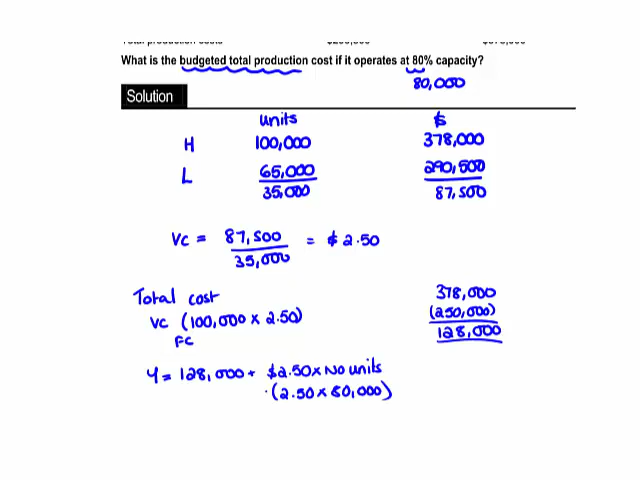 What is the budgeted total production cost if it operates at 80% capacity?
80,000
Solution
units $
H 100,000 378,000
L 65,000 290,500
35,000 87,500
VC = 87,500 = $2.50
35,000
Total cost 378,000
VC (100,000 x 2.50) (250,000)
FC 128,000
Y = 128,000 + $2.50 x No units
(2.50 x 80,000)